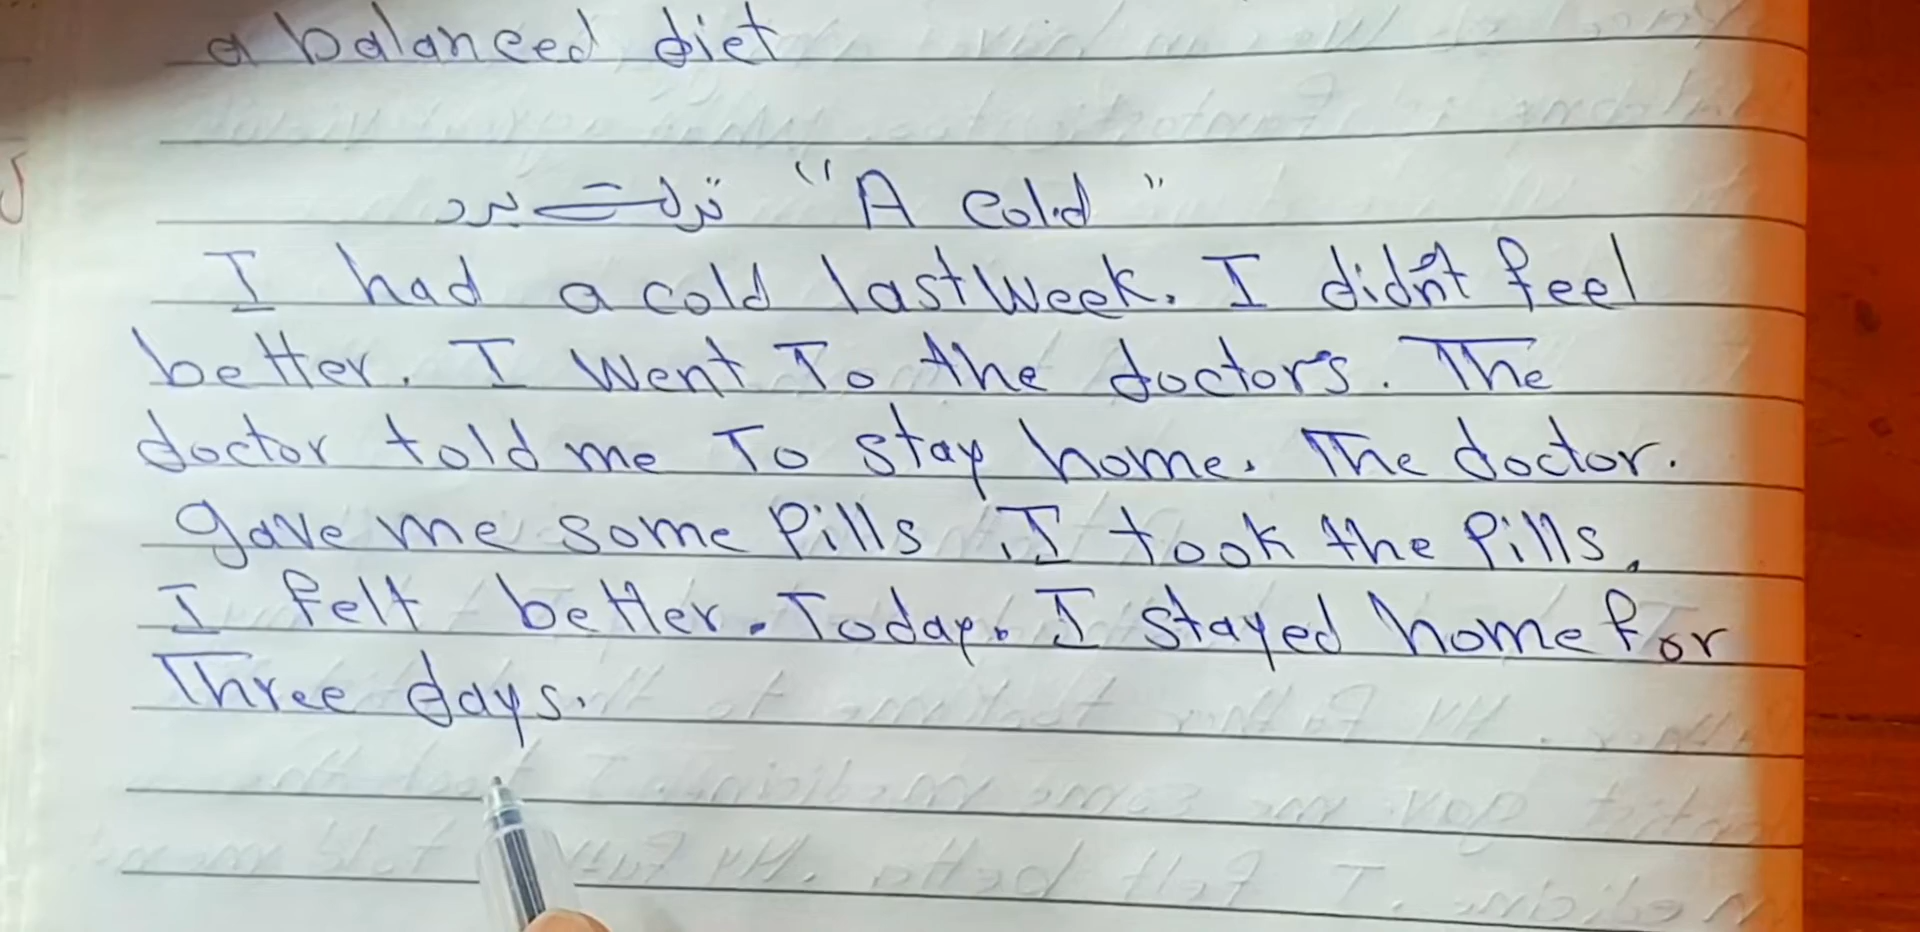 a balanced diet
نزلة برد "A cold"
I had a cold last week. I didn't feel
better. I went To the doctors. The
doctor told me To stay home. The doctor.
gave me some Pills. I took the Pills.
I felt better. Today. I stayed home for
Three days.